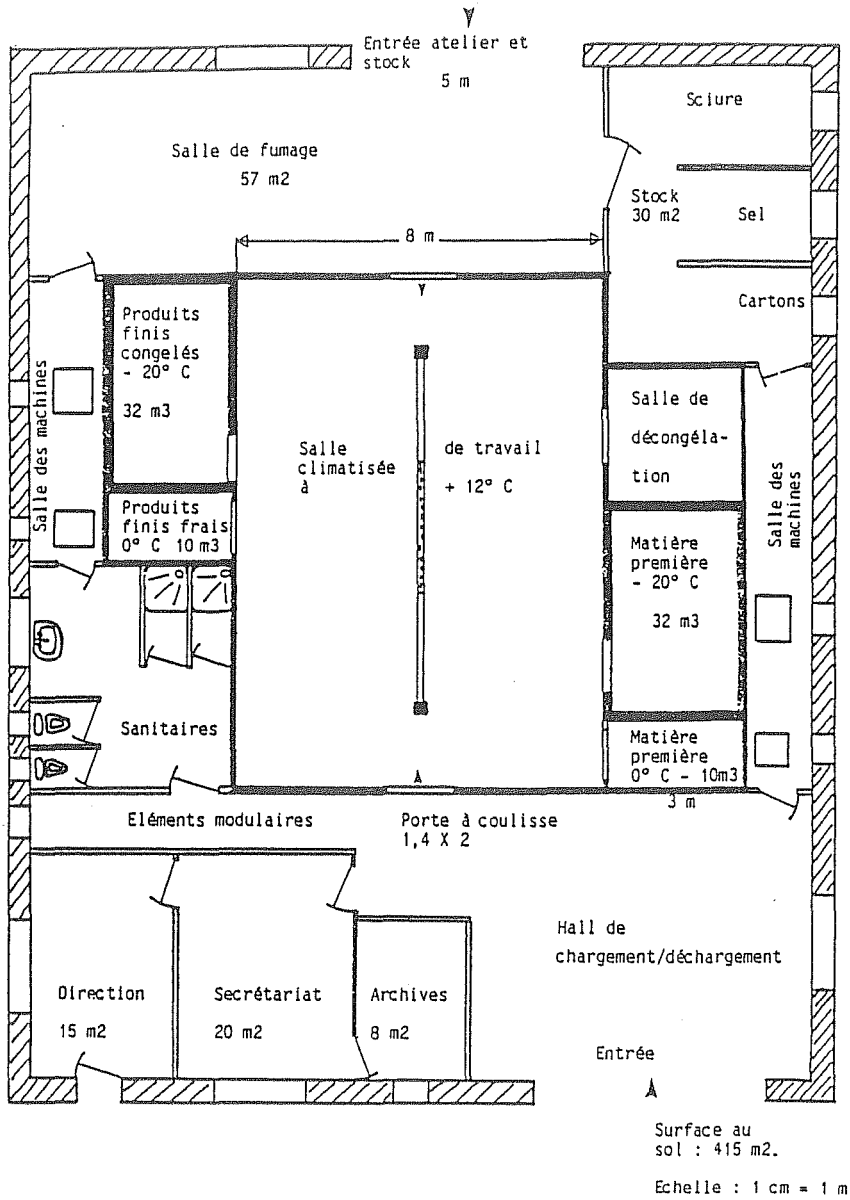 Entrée atelier et
stock
5 m
Sciure
Salle de fumage
57 m2
Stock
30 m2
Sel
8 m
Cartons
Produits
finis
congelés
- 20° C
32 m3
Salle des machines
Salle
climatisée
à
de travail
+ 12° C
Salle de
décongéla-
tion
Salle des
machines
Produits
finis frais
0° C 10 m3
Matière
première
- 20° C
32 m3
Sanitaires
Matière
première
0° C - 10m3
3 m
Eléments modulaires
Porte à coulisse
1,4 X 2
Hall de
chargement/déchargement
Direction
15 m2
Secrétariat
20 m2
Archives
8 m2
Entrée
Surface au
sol : 415 m2.
Echelle : 1 cm = 1 m